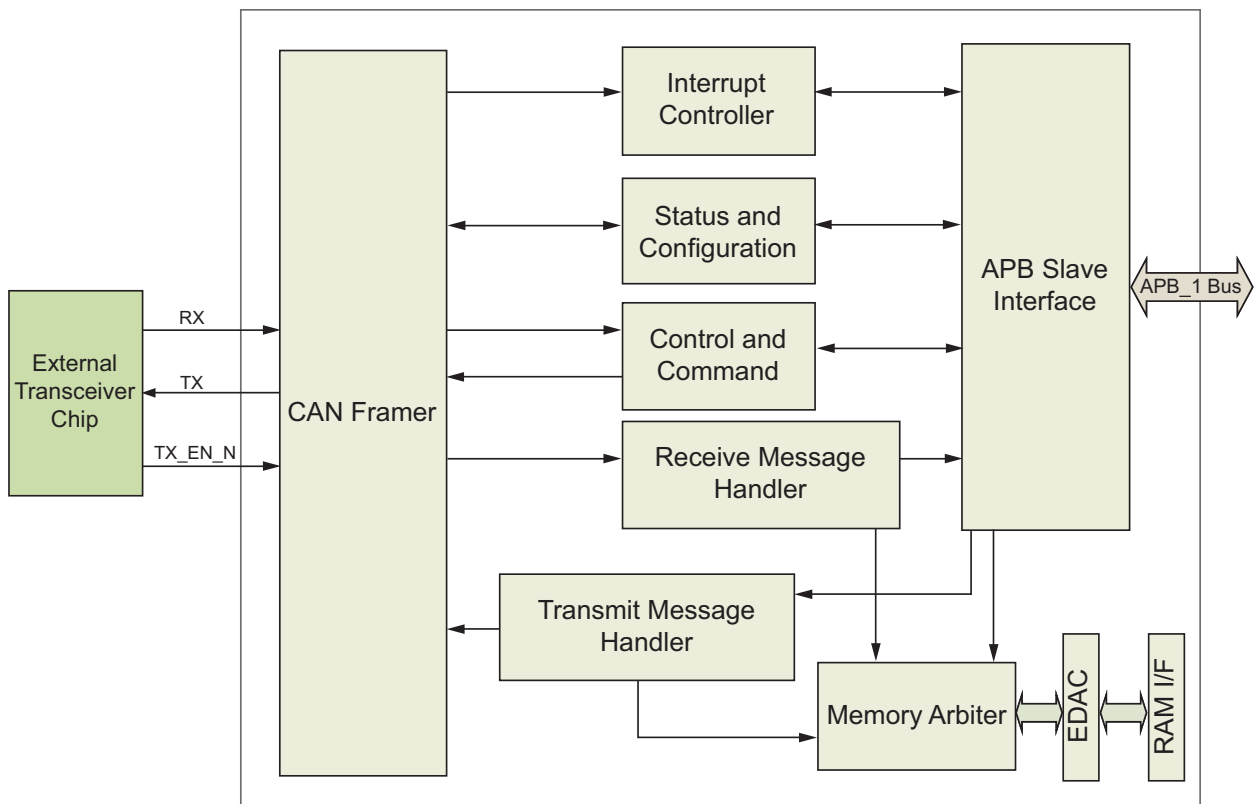 Interrupt
Controller
Status and
Configuration
APB Slave
Interface
APB_1 Bus
External
Transceiver
Chip
RX
TX
TX_EN_N
CAN Framer
Control and
Command
Receive Message
Handler
Transmit Message
Handler
Memory Arbiter
EDAC
RAM I/F